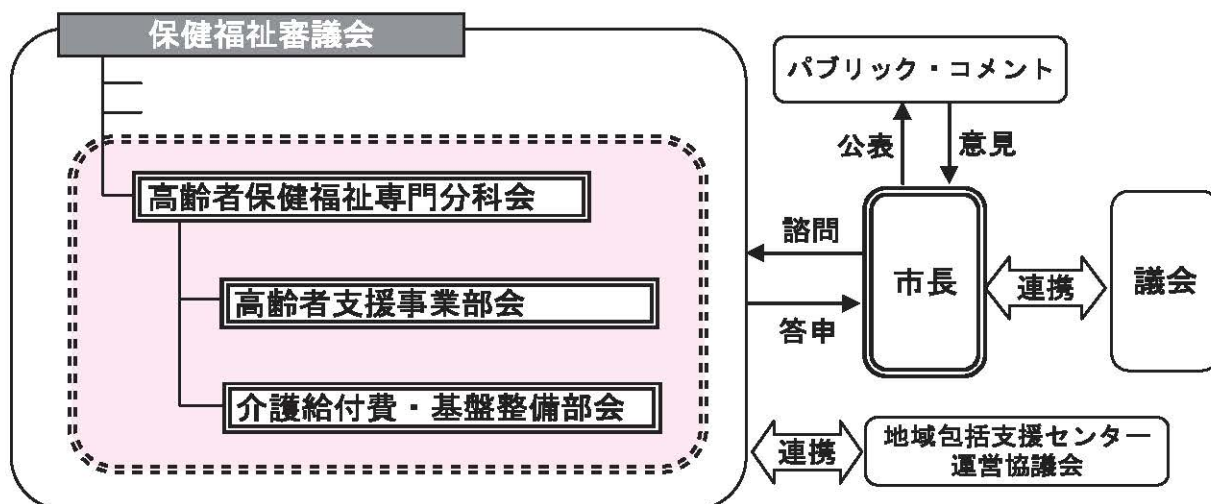 保健福祉審議会
高齢者保健福祉専門分科会
高齢者支援事業部会
介護給付費・基盤整備部会
パブリック・コメント
公表
意見
諮問
答申
市長
連携
議会
連携
地域包括支援センター
運営協議会